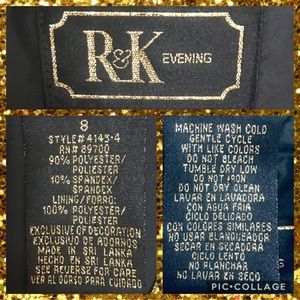 R&K EVENING
8
STYLE# 4143-4
RN# 89700
90% POLYESTER/
POLIESTER
10% SPANDEX/
SPANDEX
LINING/FORRO:
100% POLYESTER/
POLIESTER
EXCLUSIVE OF DECORATION
EXCLUSIVO DE ADORNOS
MADE IN SRI LANKA
HECHO EN SRI LANKA
SEE REVERSE FOR CARE
VER AL DORSO PARA CUIDADO
MACHINE WASH COLD
GENTLE CYCLE
WITH LIKE COLORS
DO NOT BLEACH
TUMBLE DRY LOW
DO NOT IRON
DO NOT DRY CLEAN
LAVAR EN LAVADORA
CON AGUA FRIA
CICLO DELICADO
CON COLORES SIMILARES
NO USAR BLANQUEADOR
SECAR EN SECADORA
CICLO LENTO
NO PLANCHAR
NO LAVAR EN SECO
PIC•COLLAGE